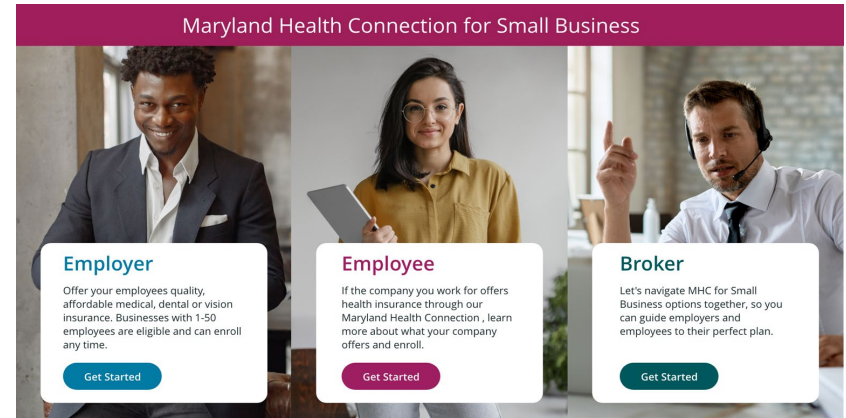 Maryland Health Connection for Small Business
Employer
Offer your employees quality,
affordable medical, dental or vision
insurance. Businesses with 1-50
employees are eligible and can enroll
any time.
Get Started
Employee
If the company you work for offers
health insurance through our
Maryland Health Connection , learn
more about what your company
offers and enroll.
Get Started
Broker
Let's navigate MHC for Small
Business options together, so you
can guide employers and
employees to their perfect plan.
Get Started